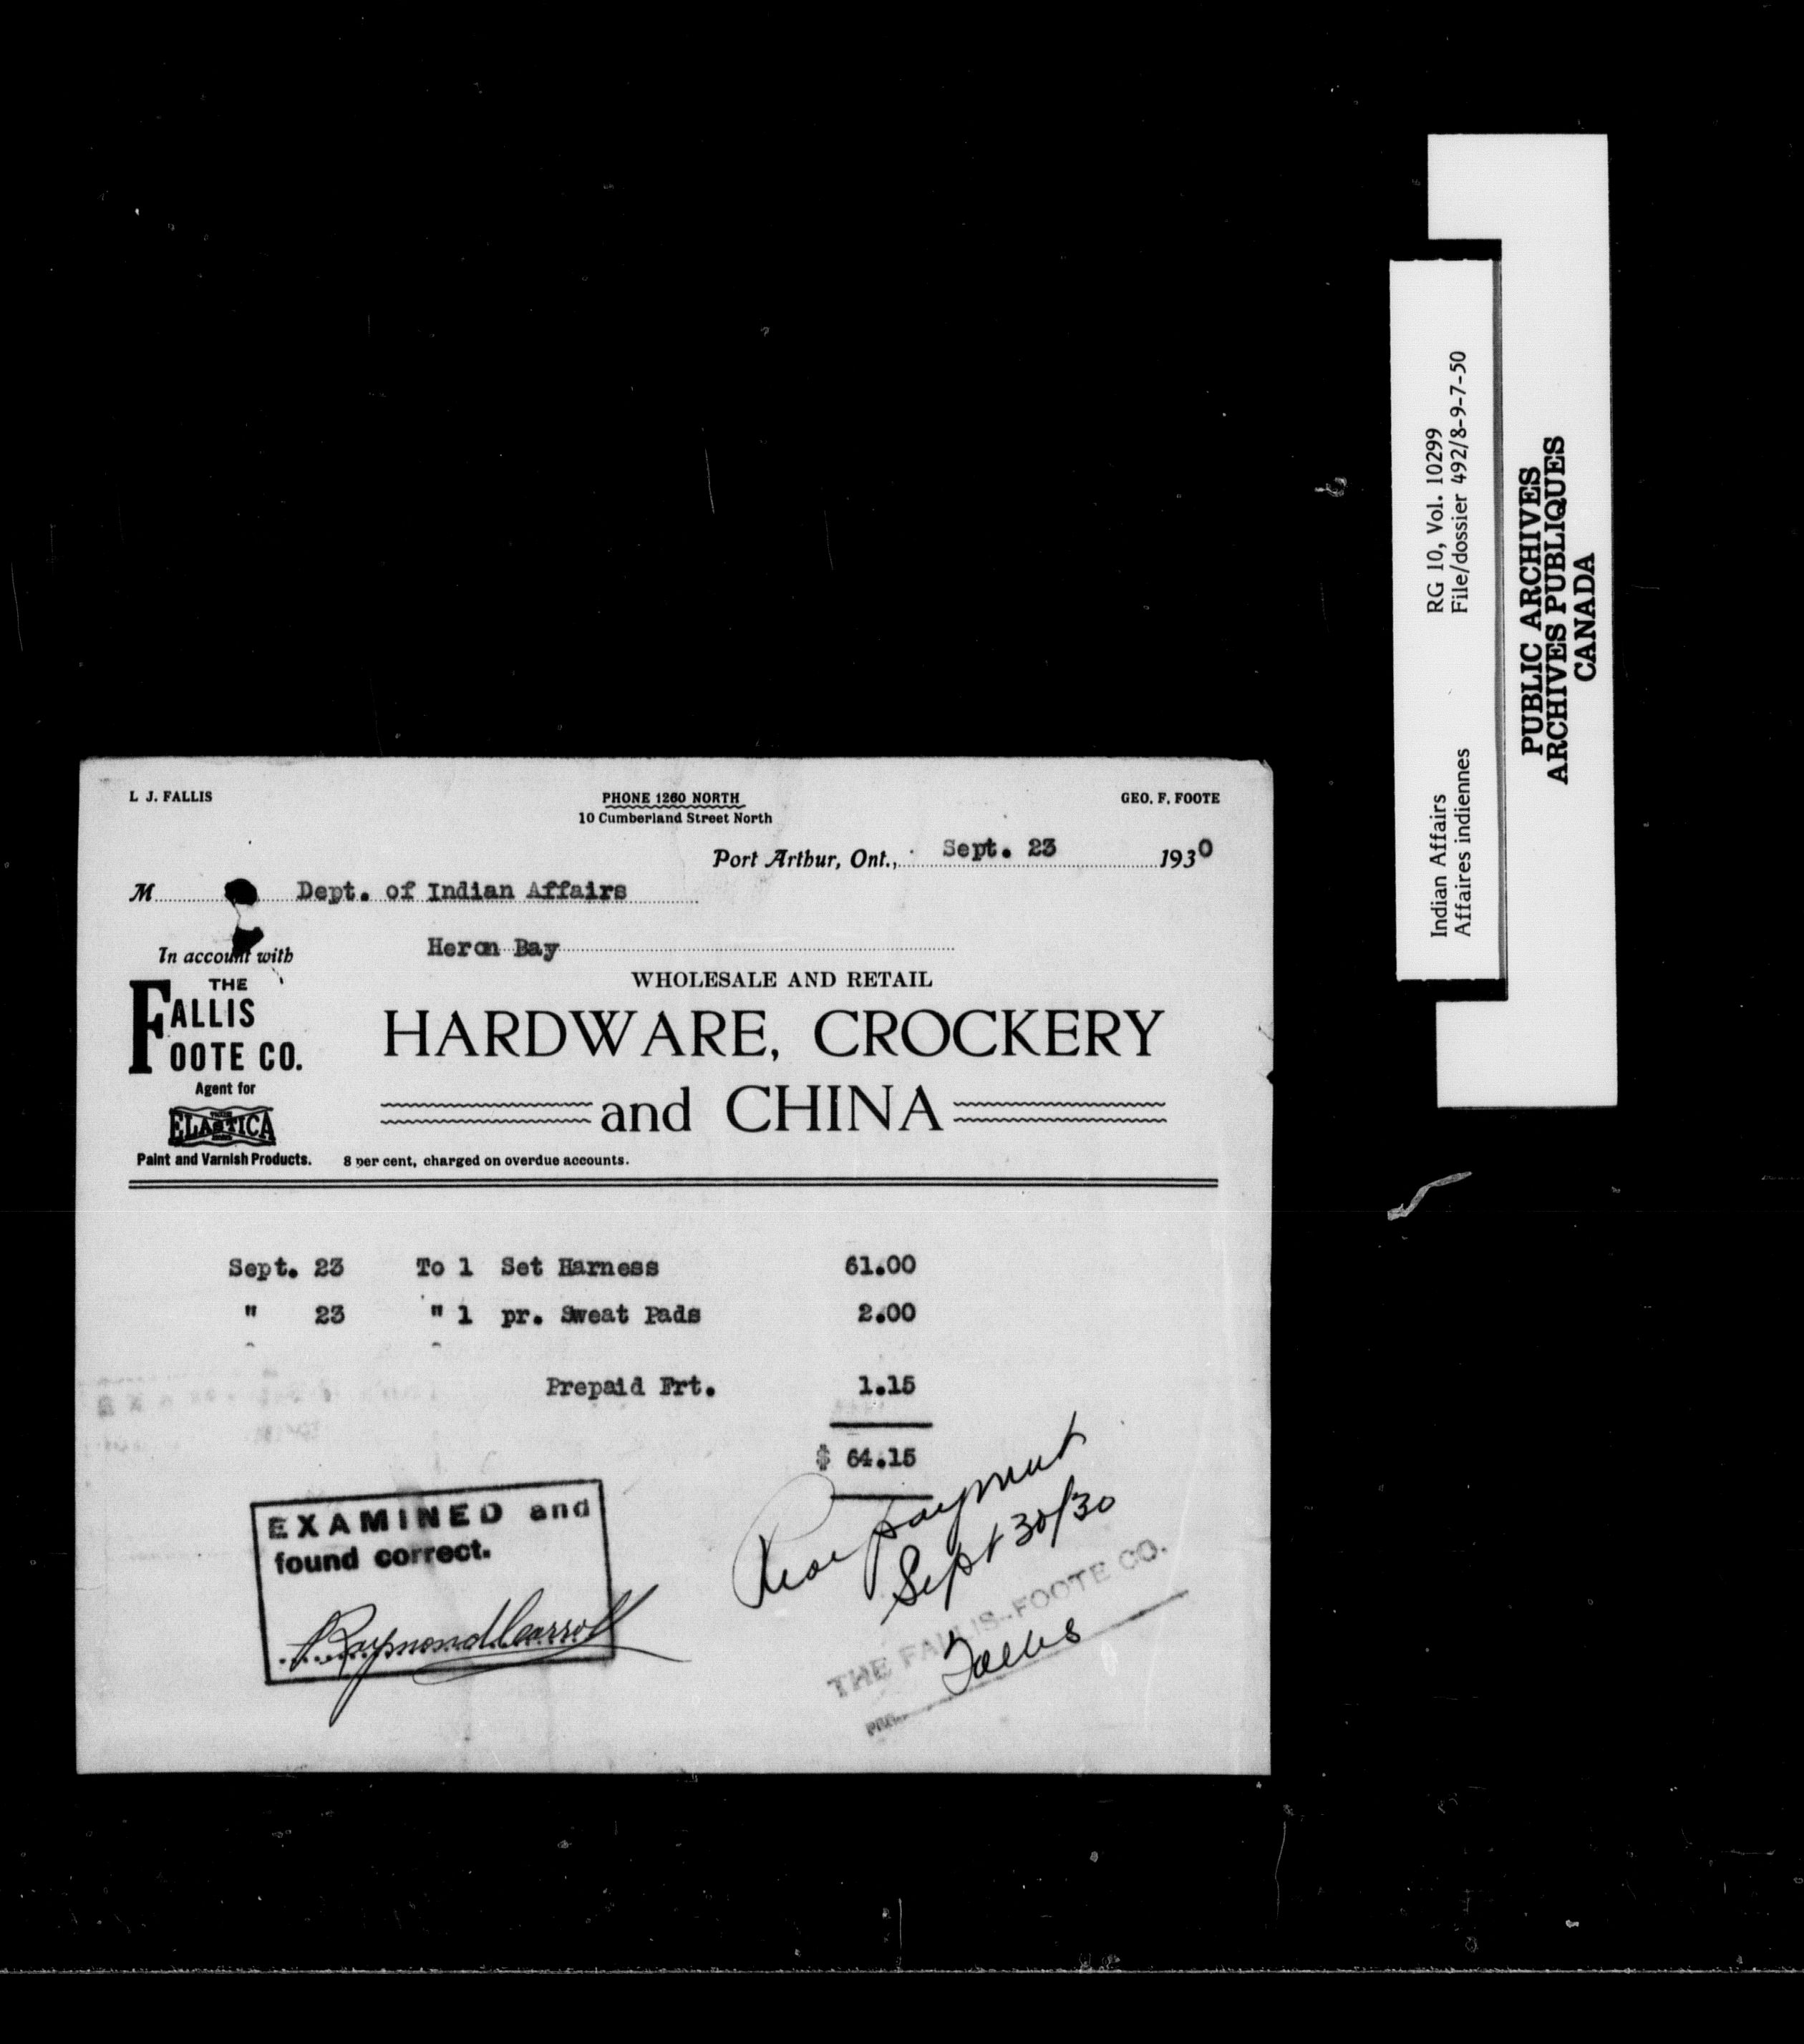 L J. FALLIS
PHONE 1260 NORTH
GEO. F. FOOTE
10 Cumberland Street North
Port Arthur, Ont., Sept. 23 1930
M Dept. of Indian Affairs
In account with
Heron Bay
THE
FALLIS
FOOTE CO.
Agent for
ELASTICA
Paint and Varnish Products.
WHOLESALE AND RETAIL
HARDWARE, CROCKERY
and CHINA
8 per cent, charged on overdue accounts.
Sept. 23 To 1 Set Harness 61.00
" 23 " 1 pr. Sweat Pads 2.00
Prepaid Frt. 1.15
$ 64.15
EXAMINED and
found correct.
Raymond Carroll
payment
Sept 30/30
THE FALLIS-FOOTE CO.
Fallis
PER
Indian Affairs
Affaires indiennes
RG 10, Vol. 10299
File/dossier 492/8-9-7-50
PUBLIC ARCHIVES
ARCHIVES PUBLIQUES
CANADA